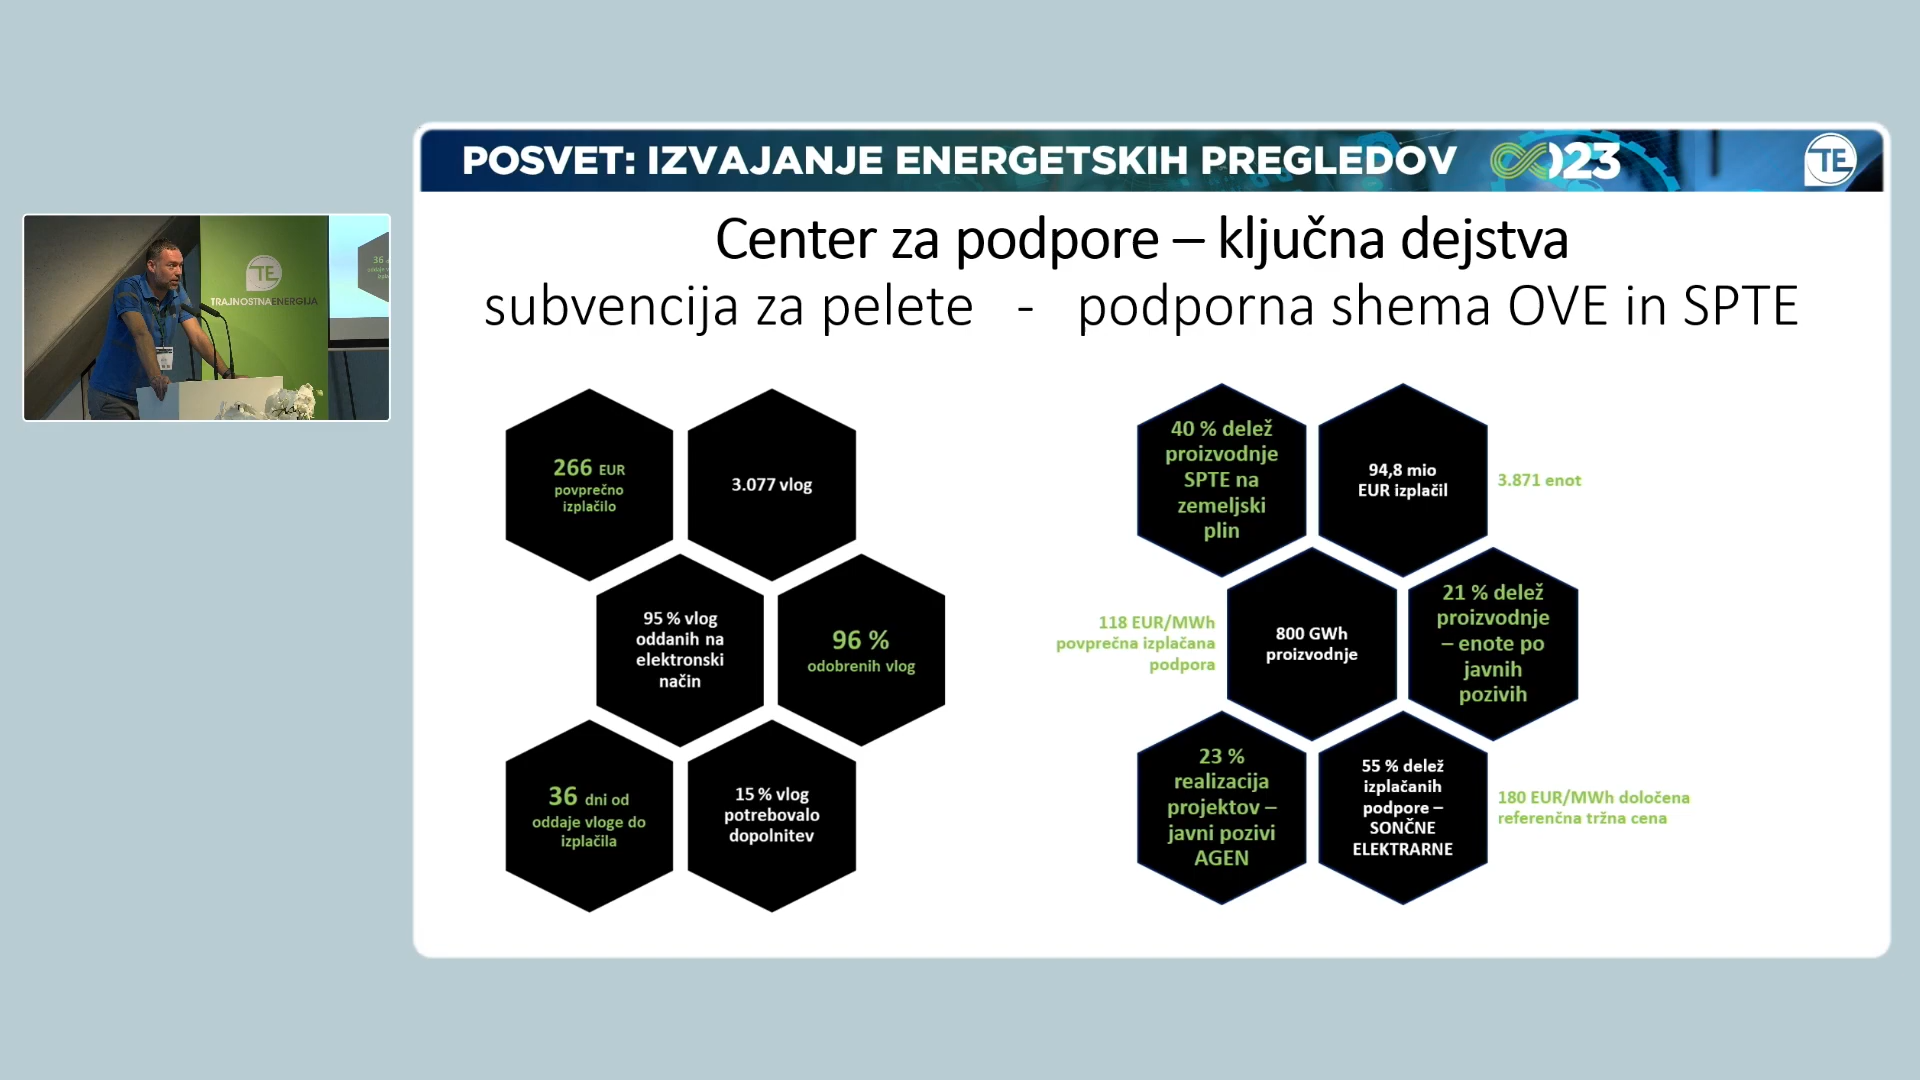 POSVET: IZVAJANJE ENERGETSKIH PREGLEDOV 2023
TE
Center za podpore – ključna dejstva
subvencija za pelete - podporna shema OVE in SPTE
TE
TRAJNOSTNAENERGIJA
36
266 EUR
povprečno
izplačilo
3.077 vlog
95 % vlog
oddanih na
elektronski
način
96 %
odobrenih vlog
36 dni od
oddaje vloge do
izplačila
15 % vlog
potrebovalo
dopolnitev
40 % delež
proizvodnje
SPTE na
zemeljski
plin
94,8 mio
EUR izplačil
3.871 enot
118 EUR/MWh
povprečna izplačana
podpora
800 GWh
proizvodnje
21 % delež
proizvodnje
– enote po
javnih
pozivih
23 %
realizacija
projektov –
javni pozivi
AGEN
55 % delež
izplačanih
podpore –
SONČNE
ELEKTRARNE
180 EUR/MWh določena
referenčna tržna cena